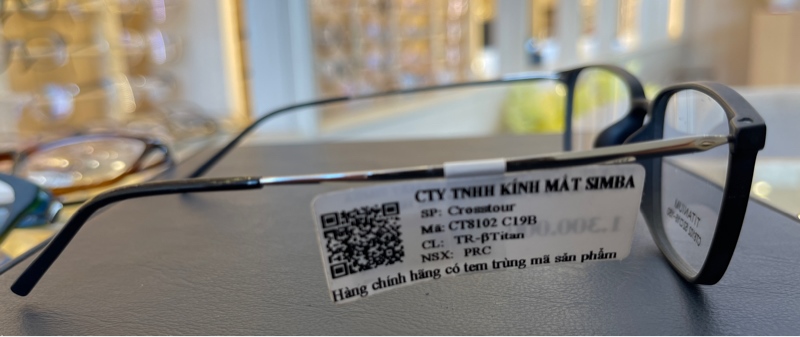 CTY TNHH KÍNH MẮT SIMBA
SP: Crosstour
Mã: CT8102 C19B
CL: TR-βTitan
NSX: PRC
Hàng chính hãng có tem trùng mã sản phẩm
TITANIUM